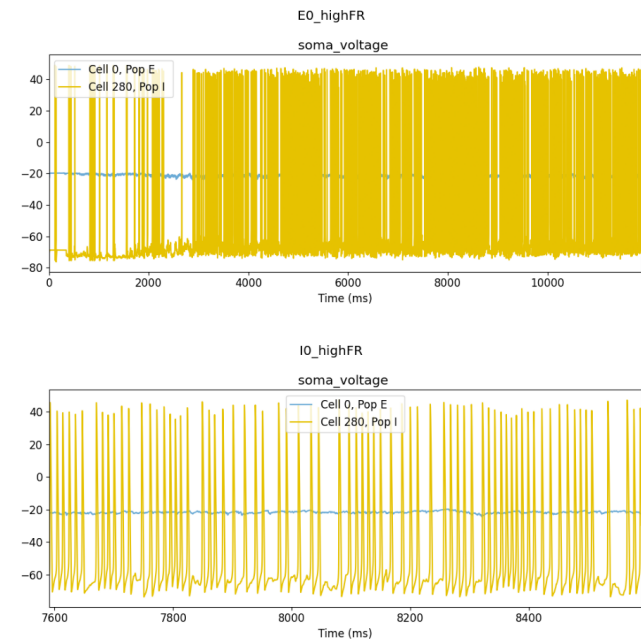 E0_highFR
soma_voltage
Cell 0, Pop E
Cell 280, Pop I
40
20
0
−20
−40
−60
−80
0 2000 4000 6000 8000 10000
Time (ms)
I0_highFR
soma_voltage
Cell 0, Pop E
Cell 280, Pop I
40
20
0
−20
−40
−60
7600 7800 8000 8200 8400
Time (ms)